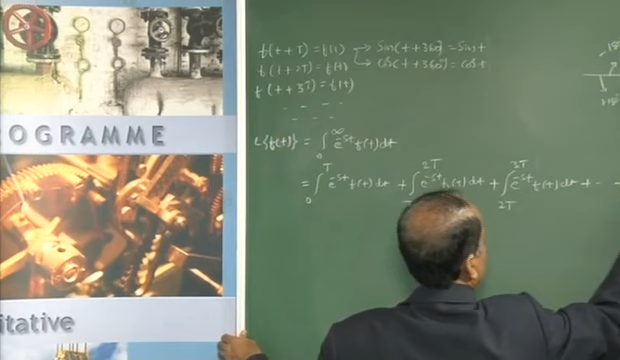 OGRAMME
itative
f(t+T) = f(t) → Sin(t+360°) = Sin t
f(t+2T) = f(t) ↳ Cos(t+360°) = Cos t
f(t+3T) = f(t)
- - - -
- - - -
L{f(t)} = ∫₀^∞ e^{-st} f(t) dt
= ∫₀^T e^{-st} f(t) dt + ∫^{2T} e^{-st} f(t) dt + ∫_{2T}^{3T} e^{-st} f(t) dt + - -